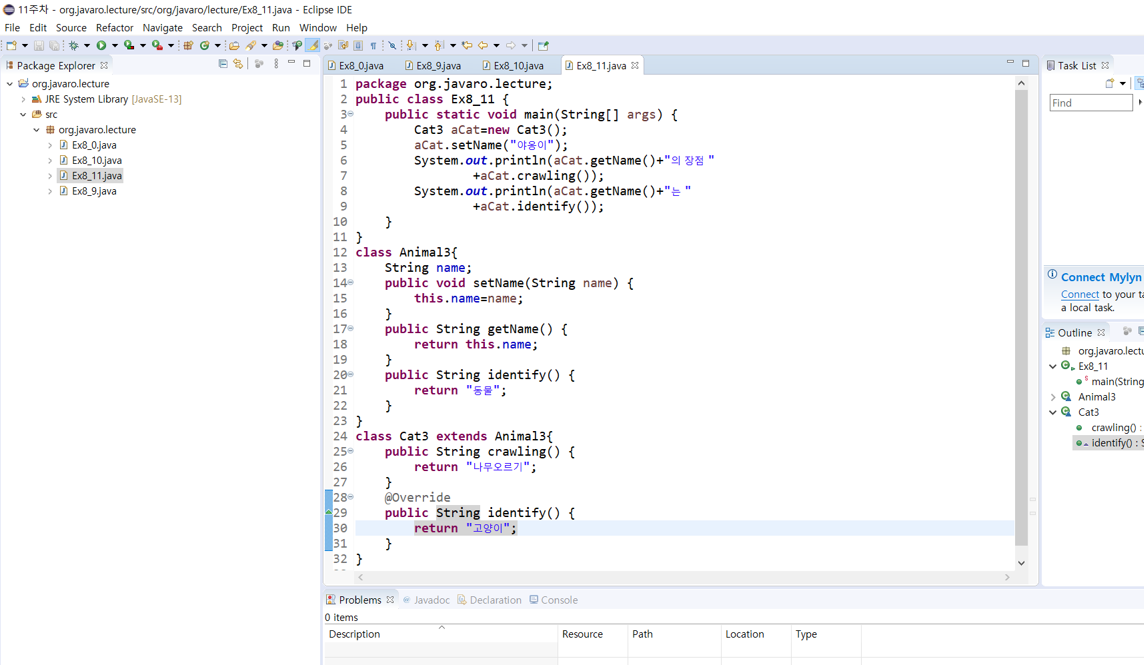 11주차 - org.javaro.lecture/src/org/javaro/lecture/Ex8_11.java - Eclipse IDE
File Edit Source Refactor Navigate Search Project Run Window Help
Package Explorer
org.javaro.lecture
JRE System Library [JavaSE-13]
src
org.javaro.lecture
Ex8_0.java
Ex8_10.java
Ex8_11.java
Ex8_9.java
Ex8_0.java Ex8_9.java Ex8_10.java Ex8_11.java
1 package org.javaro.lecture;
2 public class Ex8_11 {
3 public static void main(String[] args) {
4 Cat3 aCat=new Cat3();
5 aCat.setName("야옹이");
6 System.out.println(aCat.getName()+"의 장점 "
7 +aCat.crawling());
8 System.out.println(aCat.getName()+"는 "
9 +aCat.identify());
10 }
11 }
12 class Animal3{
13 String name;
14 public void setName(String name) {
15 this.name=name;
16 }
17 public String getName() {
18 return this.name;
19 }
20 public String identify() {
21 return "동물";
22 }
23 }
24 class Cat3 extends Animal3{
25 public String crawling() {
26 return "나무오르기";
27 }
28 @Override
29 public String identify() {
30 return "고양이";
31 }
32 }
Task List
Find
Connect Mylyn
Connect to your ta
a local task.
Outline
org.javaro.lectu
Ex8_11
main(String
Animal3
Cat3
crawling() :
identify() : S
Problems Javadoc Declaration Console
0 items
Description Resource Path Location Type